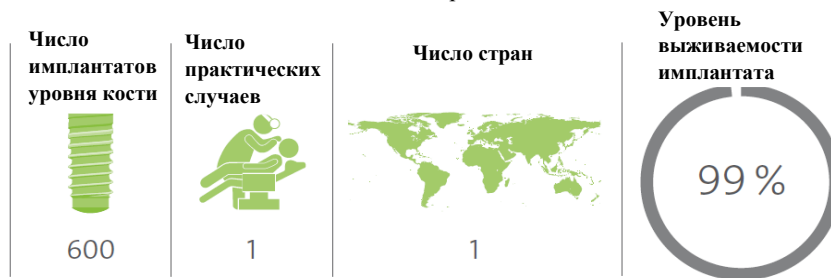 Число
имплантатов
уровня кости
600
Число
практических
случаев
1
Число стран
1
Уровень
выживаемости
имплантата
99 %